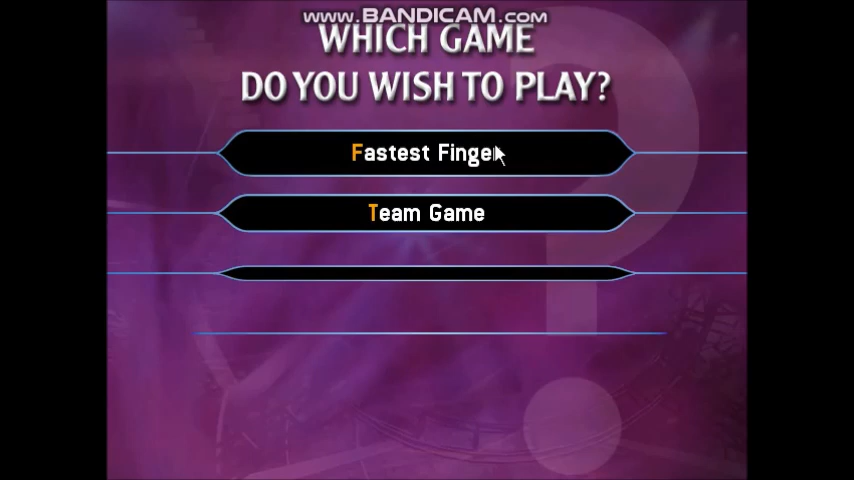 www.BANDICAM.com
WHICH GAME
DO YOU WISH TO PLAY?
Fastest Finger
Team Game